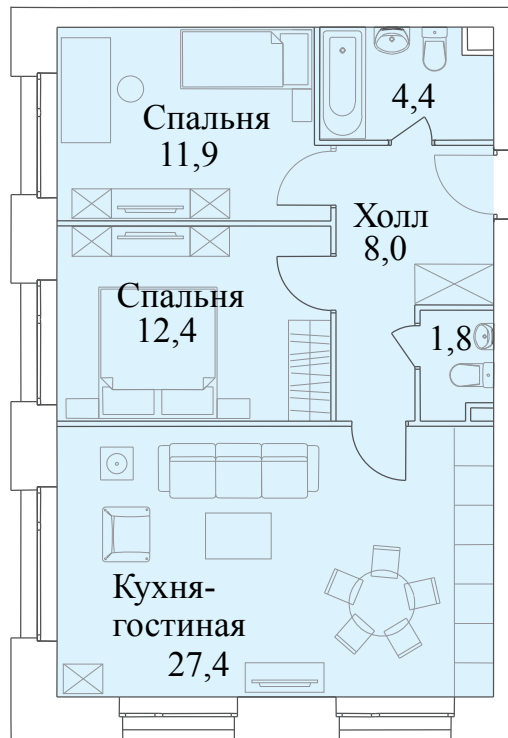 Спальня
11,9
4,4
Холл
8,0
Спальня
12,4
1,8
Кухня-
гостиная
27,4